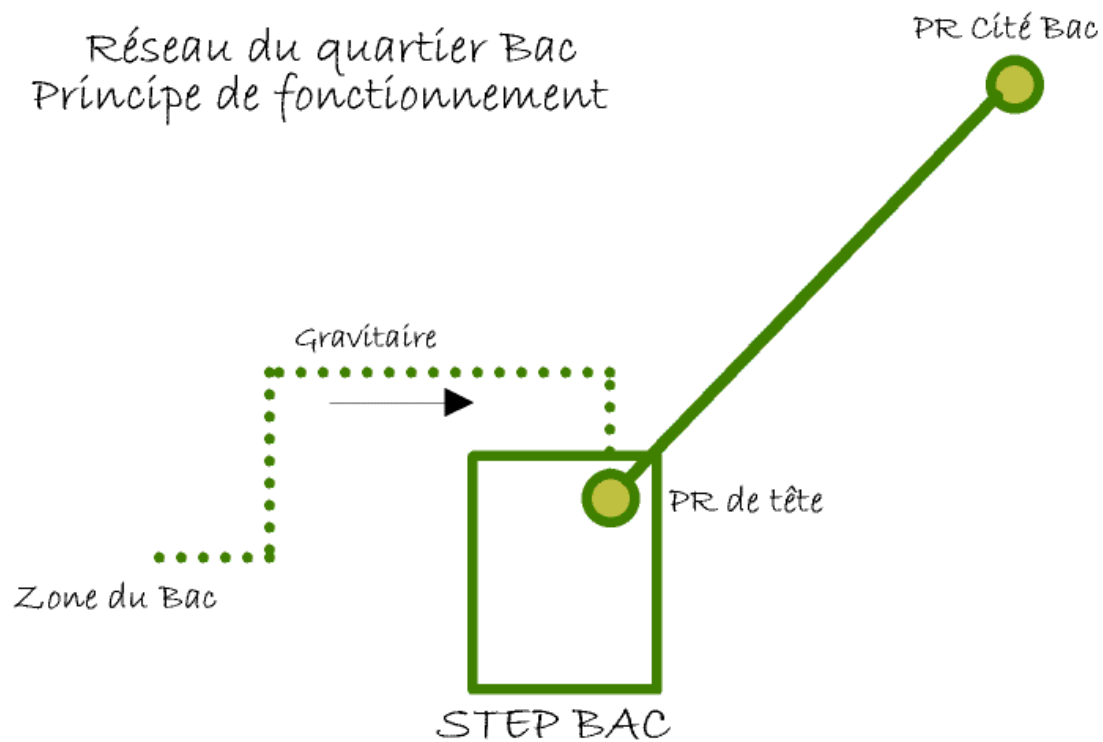 Réseau du quartier Bac
Principe de fonctionnement
PR Cité Bac
Gravitaire
PR de tête
Zone du Bac
STEP BAC